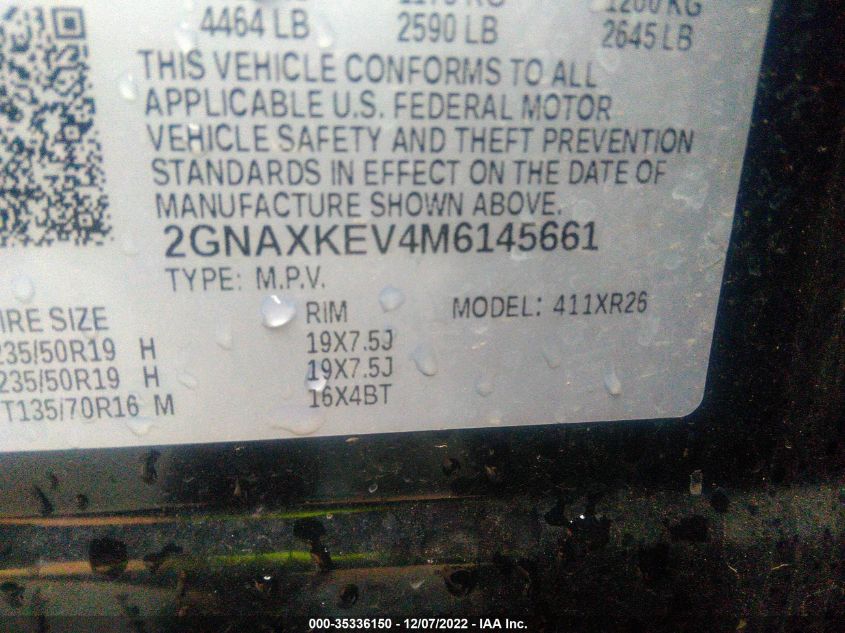 4464 LB 2590 LB 2645 LB
THIS VEHICLE CONFORMS TO ALL
APPLICABLE U.S. FEDERAL MOTOR
VEHICLE SAFETY AND THEFT PREVENTION
STANDARDS IN EFFECT ON THE DATE OF
MANUFACTURE SHOWN ABOVE.
2GNAXKEV4M6145661
TYPE: M.P.V.
IRE SIZE RIM MODEL: 411XR26
235/50R19 H 19X7.5J
235/50R19 H 19X7.5J
T135/70R16 M 16X4BT
000-35336150 - 12/07/2022 - IAA Inc.